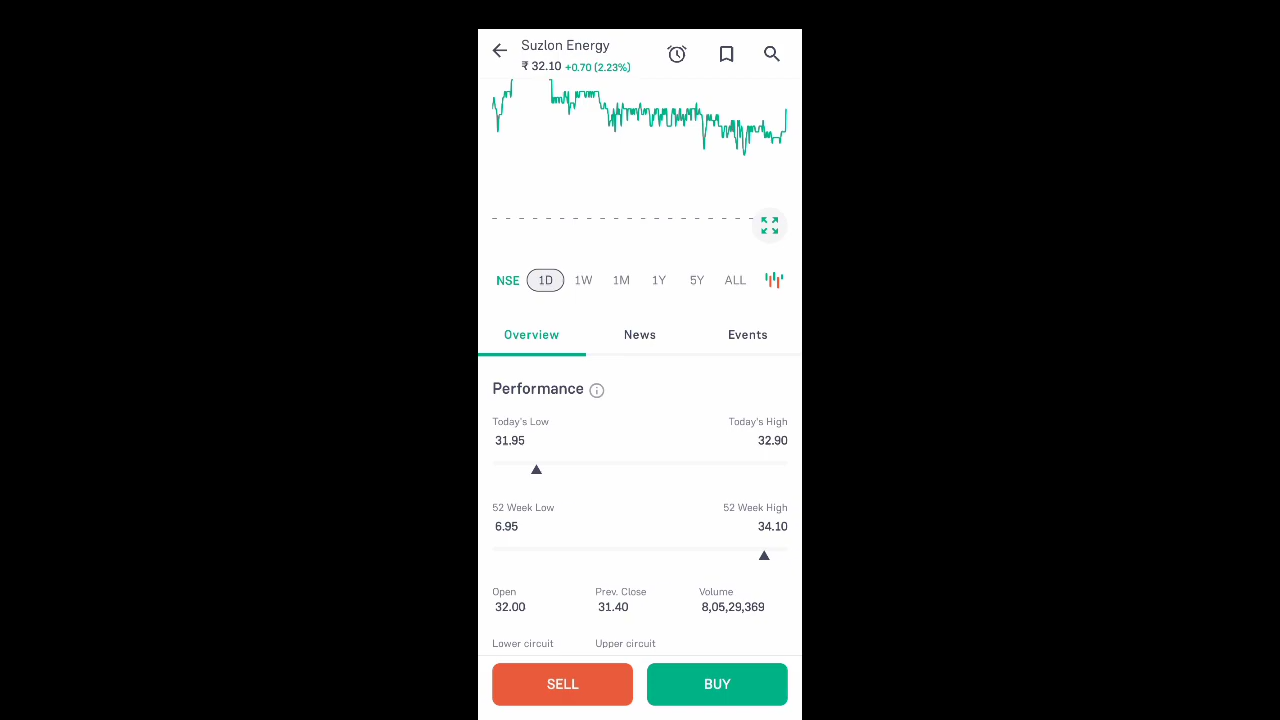 Suzlon Energy
₹ 32.10 +0.70 (2.23%)
NSE 1D 1W 1M 1Y 5Y ALL
Overview News Events
Performance
Today's Low Today's High
31.95 32.90
52 Week Low 52 Week High
6.95 34.10
Open Prev. Close Volume
32.00 31.40 8,05,29,369
Lower circuit Upper circuit
SELL BUY